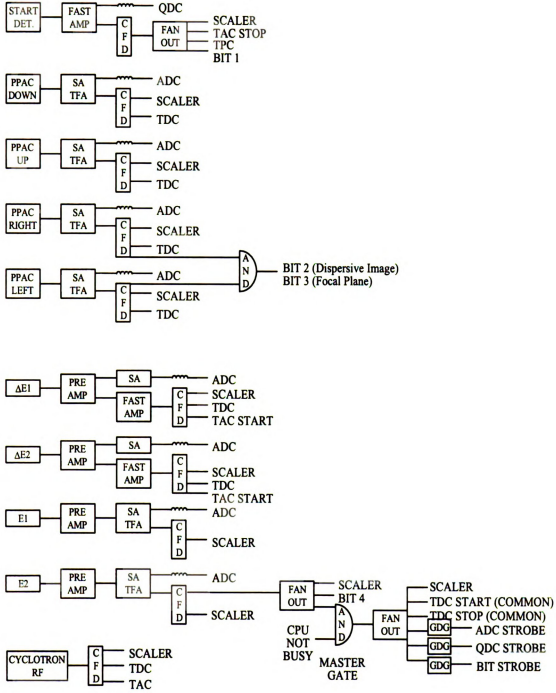 START DET.
FAST AMP
QDC
C F D
FAN OUT
SCALER
TAC STOP
TPC
BIT 1
PPAC DOWN
SA TFA
C F D
ADC
SCALER
TDC
PPAC UP
SA TFA
C F D
ADC
SCALER
TDC
PPAC RIGHT
SA TFA
C F D
ADC
SCALER
TDC
PPAC LEFT
SA TFA
C F D
ADC
SCALER
TDC
AND
BIT 2 (Dispersive Image)
BIT 3 (Focal Plane)
ΔE1
PRE AMP
SA
FAST AMP
C F D
ADC
SCALER
TDC
TAC START
ΔE2
PRE AMP
SA
FAST AMP
C F D
ADC
SCALER
TDC
TAC START
E1
PRE AMP
SA TFA
C F D
ADC
SCALER
E2
PRE AMP
SA TFA
C F D
ADC
SCALER
FAN OUT
SCALER
BIT 4
CPU NOT BUSY
AND
MASTER GATE
FAN OUT
SCALER
TDC START (COMMON)
TDC STOP (COMMON)
GDG
ADC STROBE
GDG
QDC STROBE
GDG
BIT STROBE
CYCLOTRON RF
C F D
SCALER
TDC
TAC